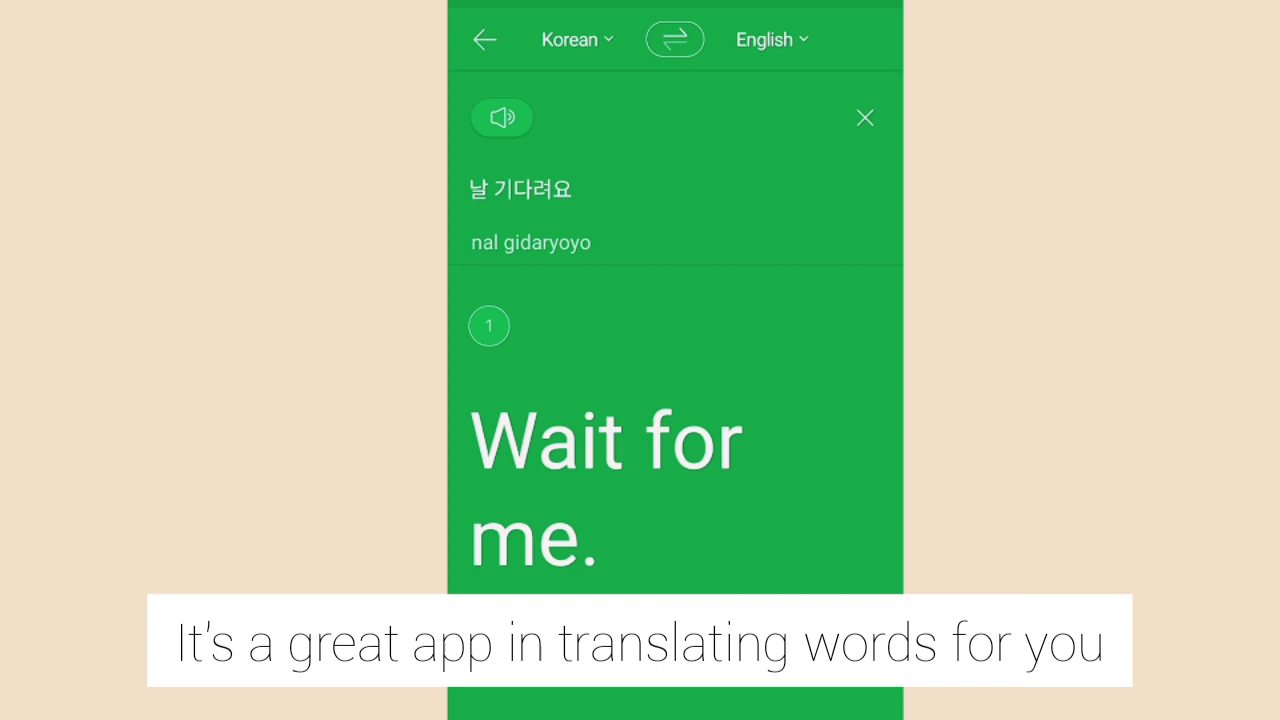 Korean English
날 기다려요
nal gidaryoyo
1
Wait for
me.
It's a great app in translating words for you